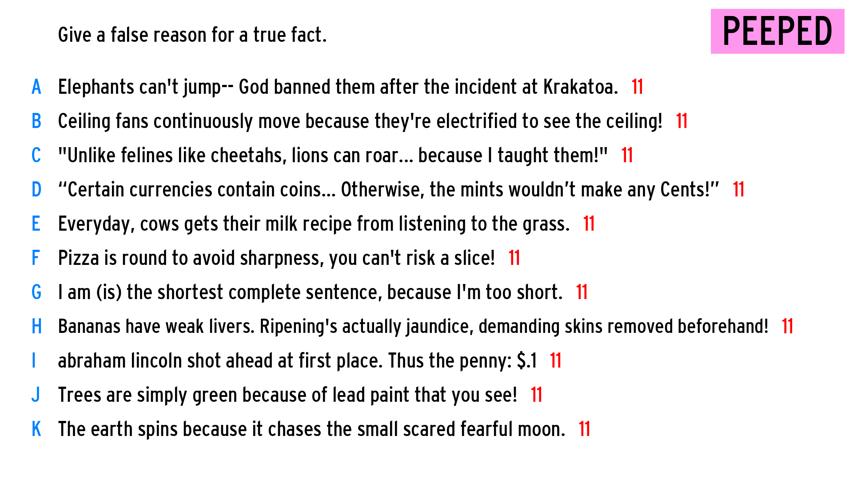 Give a false reason for a true fact.
PEEPED
A Elephants can't jump-- God banned them after the incident at Krakatoa. 11
B Ceiling fans continuously move because they're electrified to see the ceiling! 11
C "Unlike felines like cheetahs, lions can roar... because I taught them!" 11
D “Certain currencies contain coins... Otherwise, the mints wouldn’t make any Cents!” 11
E Everyday, cows gets their milk recipe from listening to the grass. 11
F Pizza is round to avoid sharpness, you can't risk a slice! 11
G I am (is) the shortest complete sentence, because I'm too short. 11
H Bananas have weak livers. Ripening's actually jaundice, demanding skins removed beforehand! 11
I abraham lincoln shot ahead at first place. Thus the penny: $.1 11
J Trees are simply green because of lead paint that you see! 11
K The earth spins because it chases the small scared fearful moon. 11